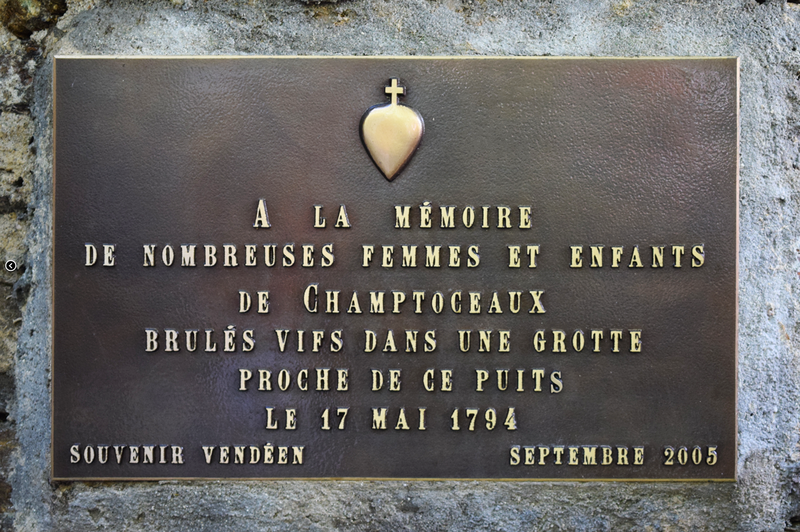 A LA MÉMOIRE
DE NOMBREUSES FEMMES ET ENFANTS
DE CHAMPTOCEAUX
BRULÉS VIFS DANS UNE GROTTE
PROCHE DE CE PUITS
LE 17 MAI 1794
SOUVENIR VENDÉEN SEPTEMBRE 2005